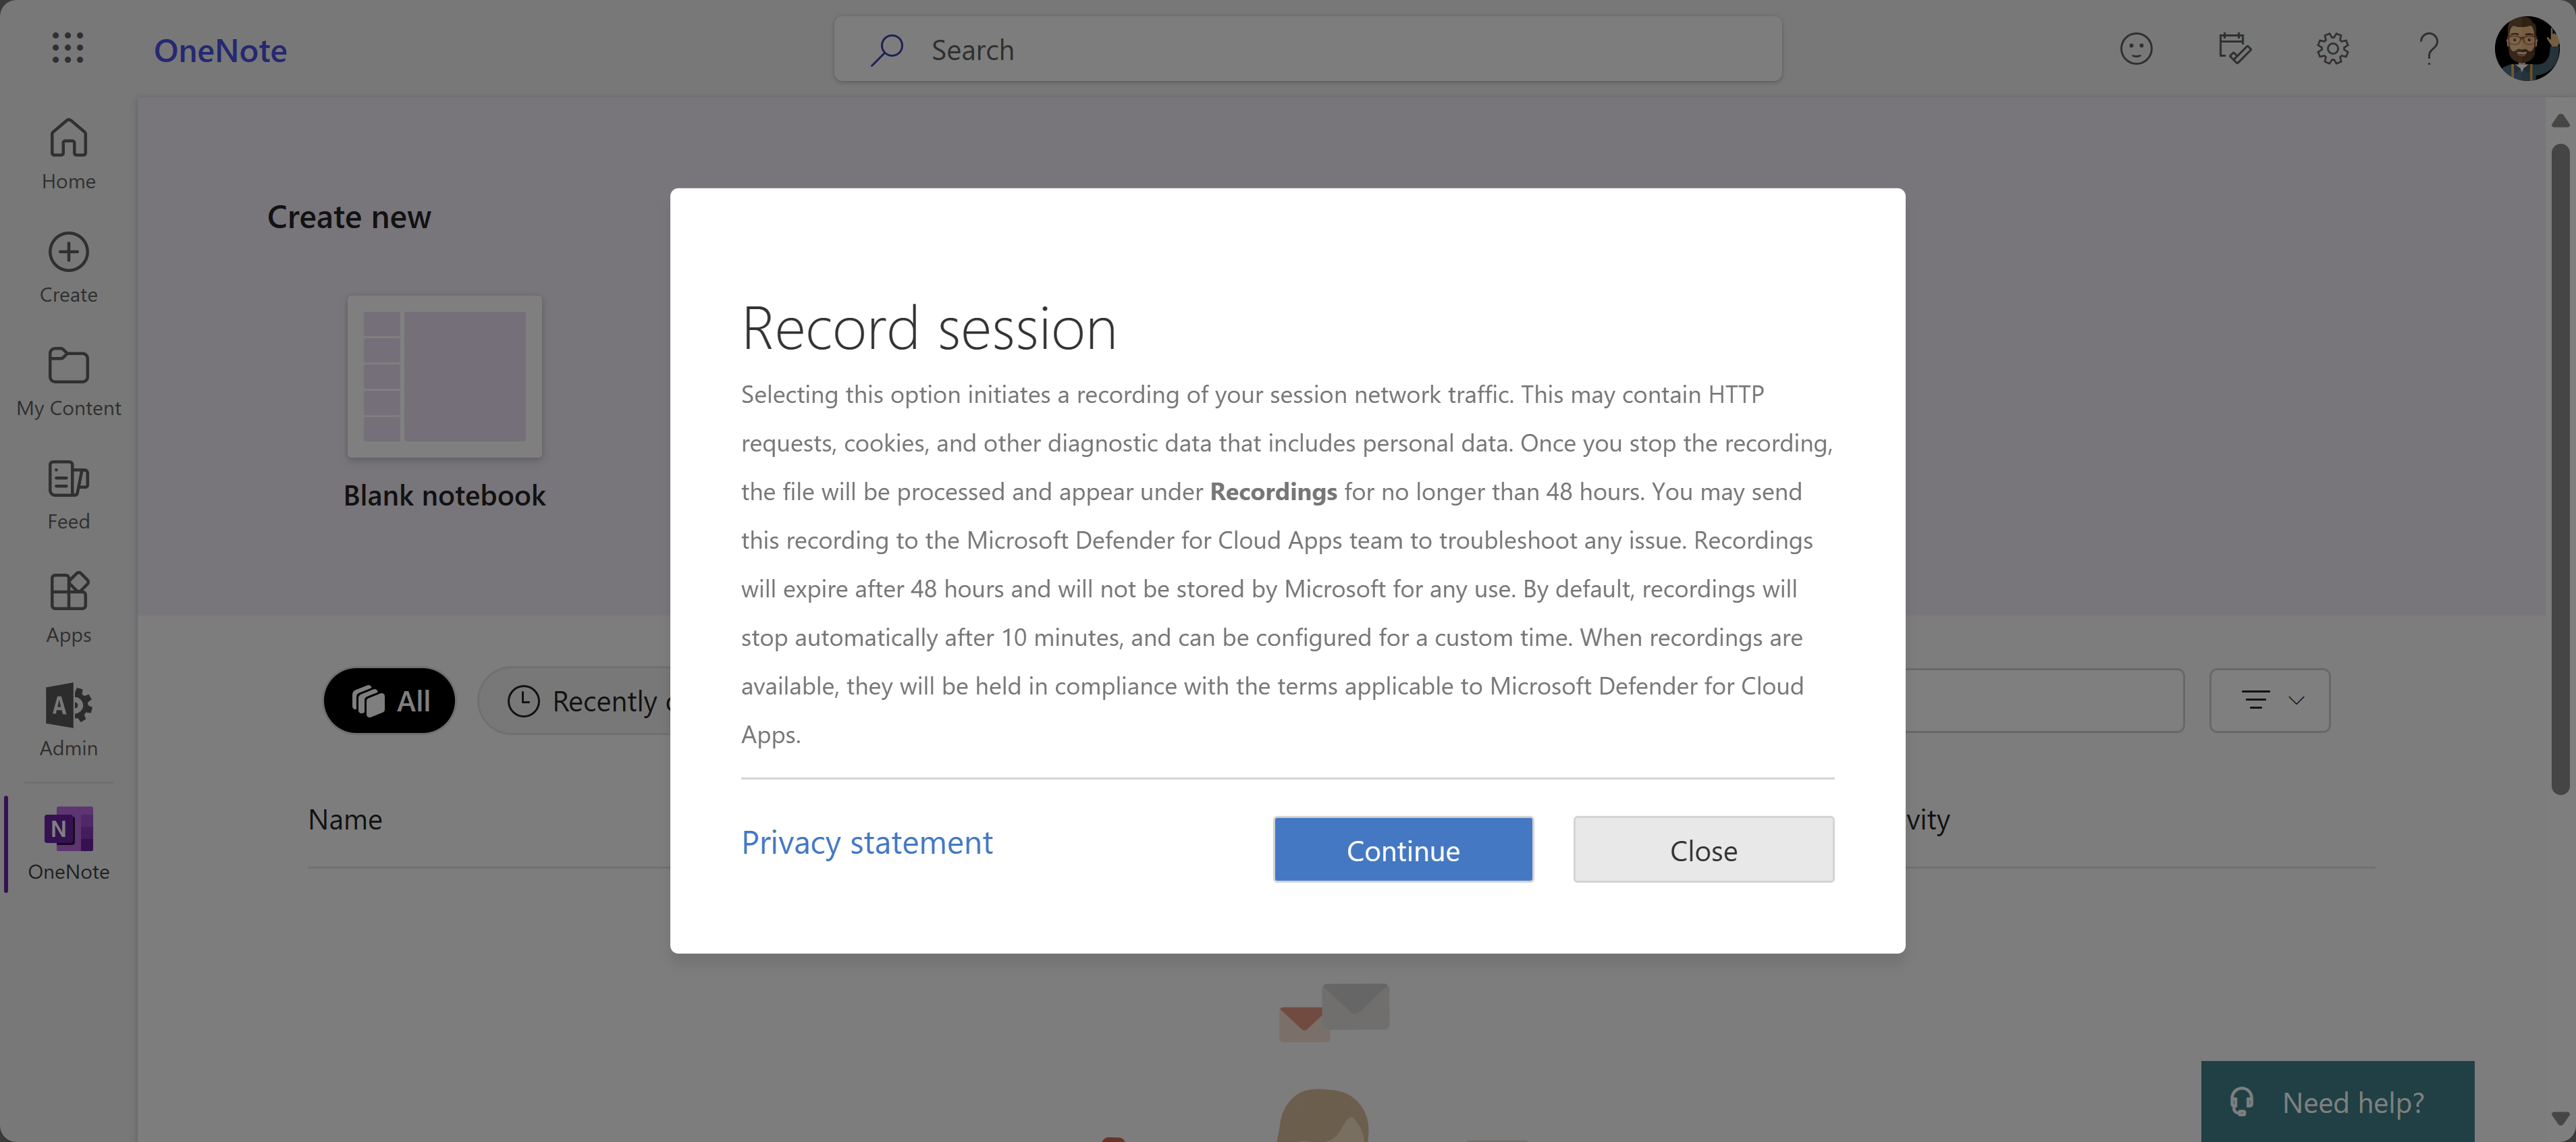 OneNote
Search
Home
Create
My Content
Feed
Apps
Admin
OneNote
Create new
Blank notebook
All
Recently
Name
vity
Record session
Selecting this option initiates a recording of your session network traffic. This may contain HTTP
requests, cookies, and other diagnostic data that includes personal data. Once you stop the recording,
the file will be processed and appear under Recordings for no longer than 48 hours. You may send
this recording to the Microsoft Defender for Cloud Apps team to troubleshoot any issue. Recordings
will expire after 48 hours and will not be stored by Microsoft for any use. By default, recordings will
stop automatically after 10 minutes, and can be configured for a custom time. When recordings are
available, they will be held in compliance with the terms applicable to Microsoft Defender for Cloud
Apps.
Privacy statement
Continue
Close
Need help?